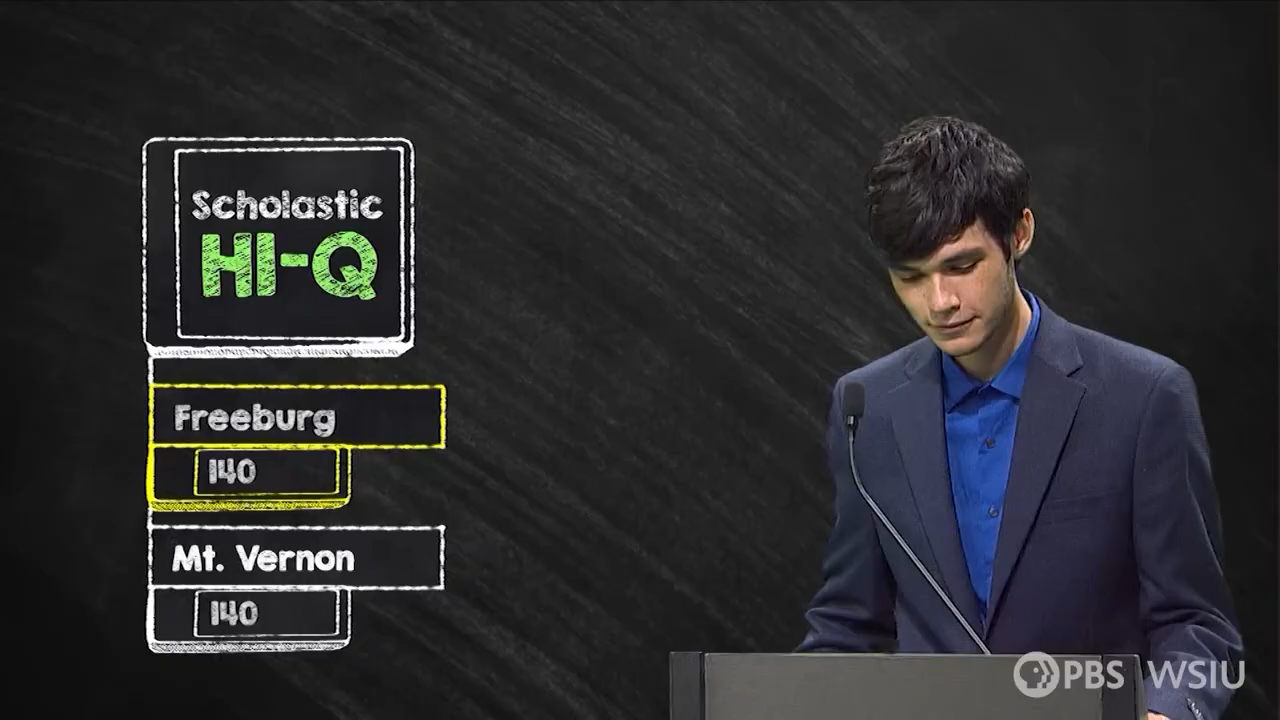 Scholastic
HI-Q
Freeburg
140
Mt. Vernon
140
PBS WSIU